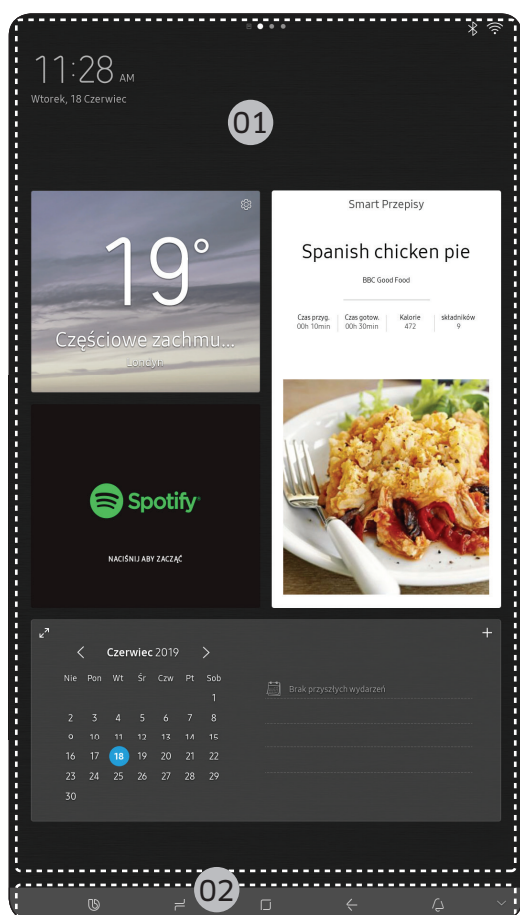 11:28 AM
Wtorek, 18 Czerwiec
01
19°
Częściowe zachmu...
Londyn
Smart Przepisy
Spanish chicken pie
BBC Good Food
Czas przyg. Czas gotow. Kalorie składników
00h 10min 00h 30min 472 9
Spotify
NACIŚNIJ ABY ZACZĄĆ
Czerwiec 2019
Nie Pon Wt Śr Czw Pt Sob
1
2 3 4 5 6 7 8
9 10 11 12 13 14 15
16 17 18 19 20 21 22
23 24 25 26 27 28 29
30
Brak przyszłych wydarzeń
02